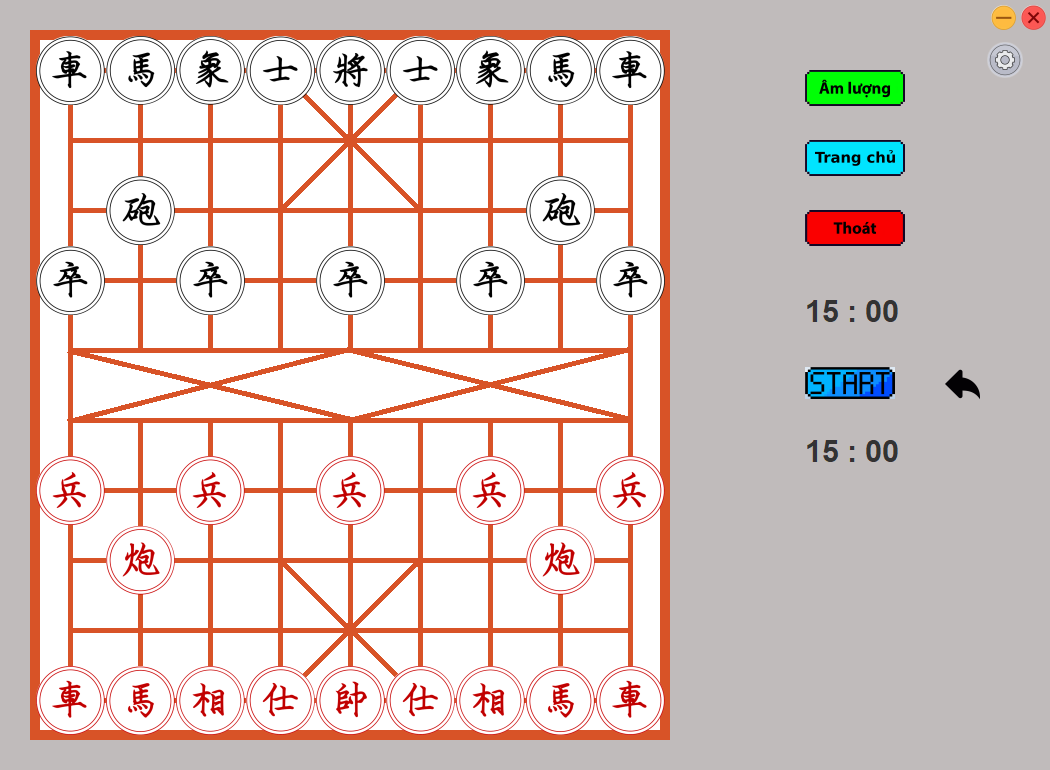 車馬象士將士象馬車
Âm lượng
Trang chủ
砲 砲
Thoát
卒 卒 卒 卒 卒
15 : 00
START
15 : 00
兵 兵 兵 兵 兵
炮 炮
車馬相仕帥仕相馬車